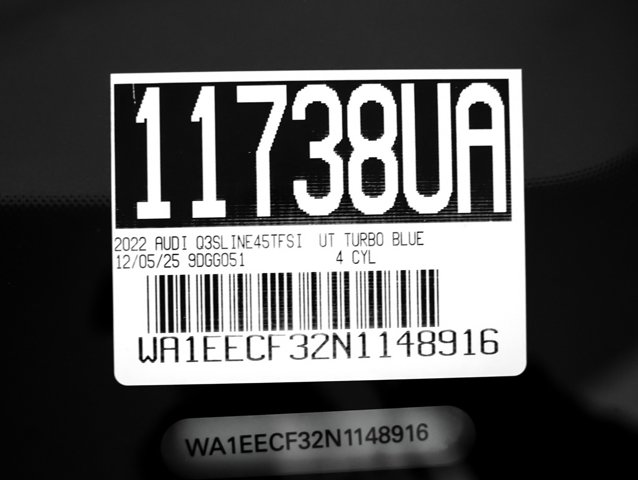 11738UA
2022 AUDI Q3SLINE45TFSI UT TURBO BLUE
12/05/25 9DGG051 4 CYL
WA1EECF32N1148916
WA1EECF32N1148916